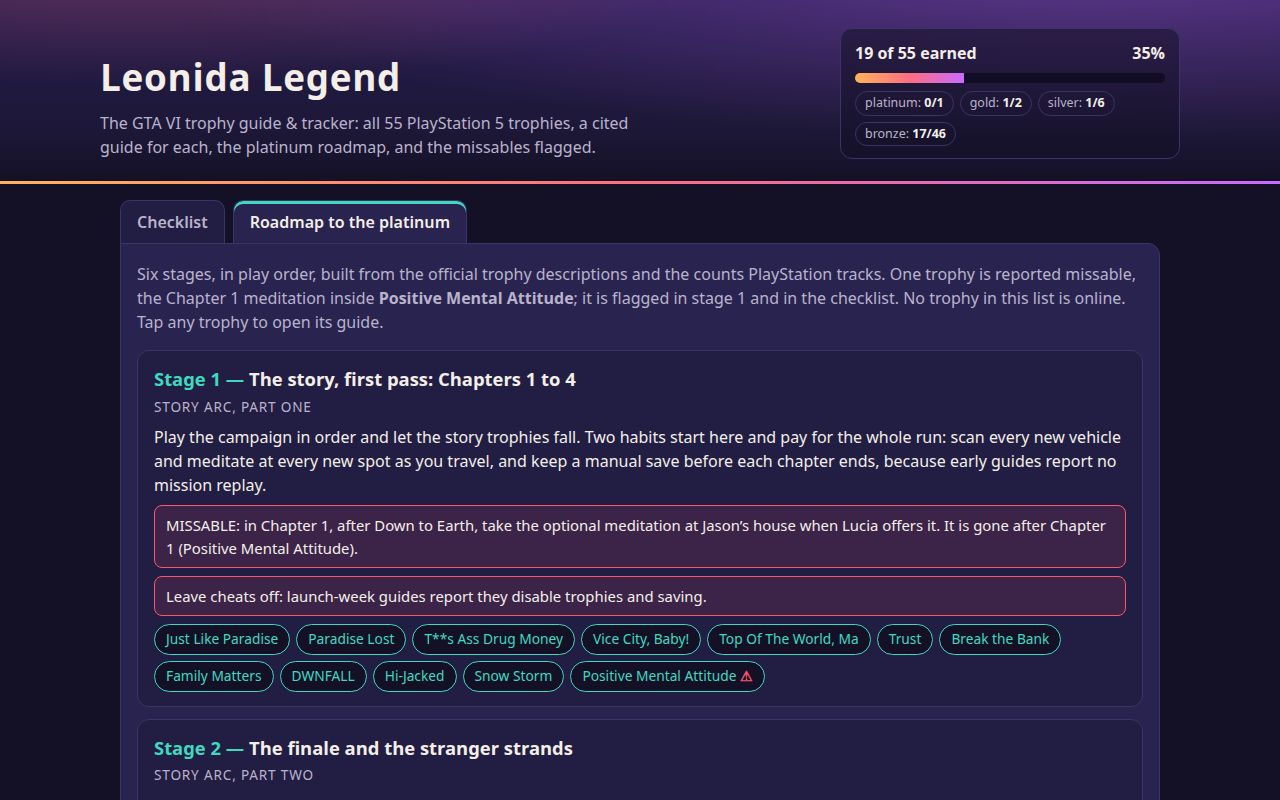 Leonida Legend
The GTA VI trophy guide & tracker: all 55 PlayStation 5 trophies, a cited
guide for each, the platinum roadmap, and the missables flagged.
19 of 55 earned 35%
platinum: 0/1 gold: 1/2 silver: 1/6
bronze: 17/46
Checklist Roadmap to the platinum
Six stages, in play order, built from the official trophy descriptions and the counts PlayStation tracks. One trophy is reported missable,
the Chapter 1 meditation inside Positive Mental Attitude; it is flagged in stage 1 and in the checklist. No trophy in this list is online.
Tap any trophy to open its guide.
Stage 1 — The story, first pass: Chapters 1 to 4
STORY ARC, PART ONE
Play the campaign in order and let the story trophies fall. Two habits start here and pay for the whole run: scan every new vehicle
and meditate at every new spot as you travel, and keep a manual save before each chapter ends, because early guides report no
mission replay.
MISSABLE: in Chapter 1, after Down to Earth, take the optional meditation at Jason’s house when Lucia offers it. It is gone after Chapter
1 (Positive Mental Attitude).
Leave cheats off: launch-week guides report they disable trophies and saving.
Just Like Paradise Paradise Lost T**s Ass Drug Money Vice City, Baby! Top Of The World, Ma Trust Break the Bank
Family Matters DWNFALL Hi-Jacked Snow Storm Positive Mental Attitude ⚠
Stage 2 — The finale and the stranger strands
STORY ARC, PART TWO